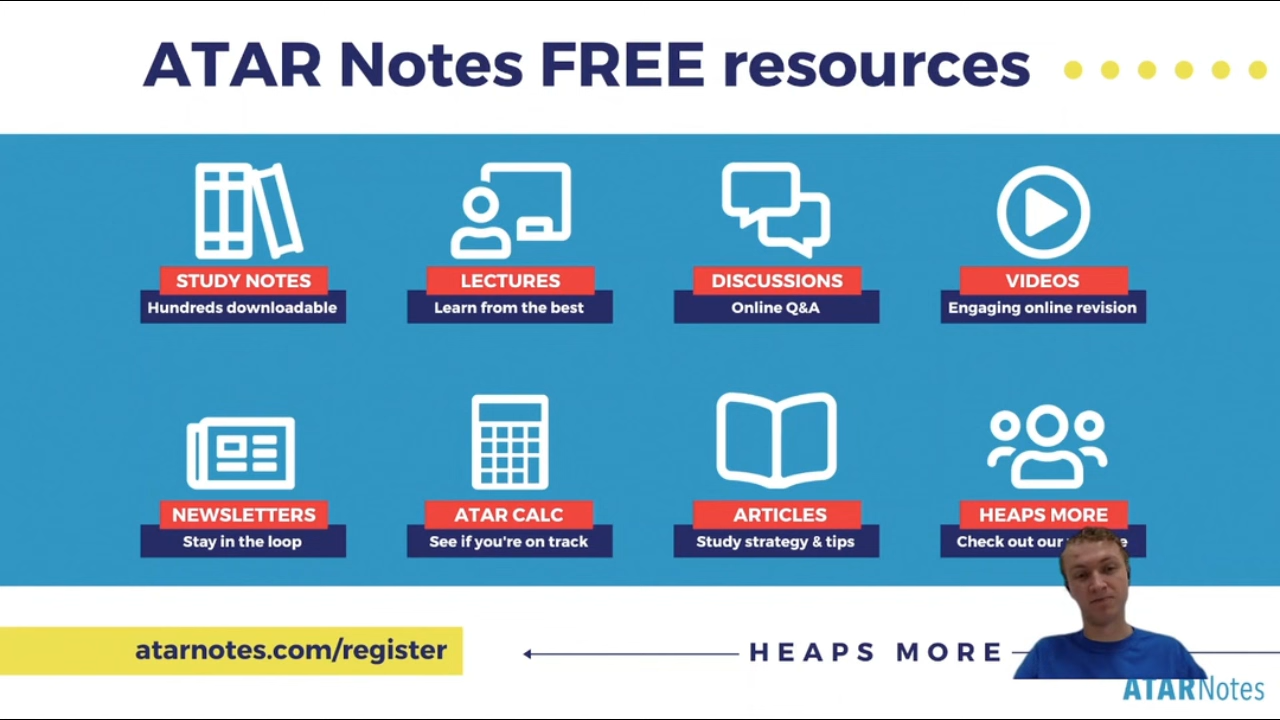 ATAR Notes FREE resources
STUDY NOTES
Hundreds downloadable
LECTURES
Learn from the best
DISCUSSIONS
Online Q&A
VIDEOS
Engaging online revision
NEWSLETTERS
Stay in the loop
ATAR CALC
See if you're on track
ARTICLES
Study strategy & tips
HEAPS MORE
Check out our
atarnotes.com/register
HEAPS MORE
ATARNotes